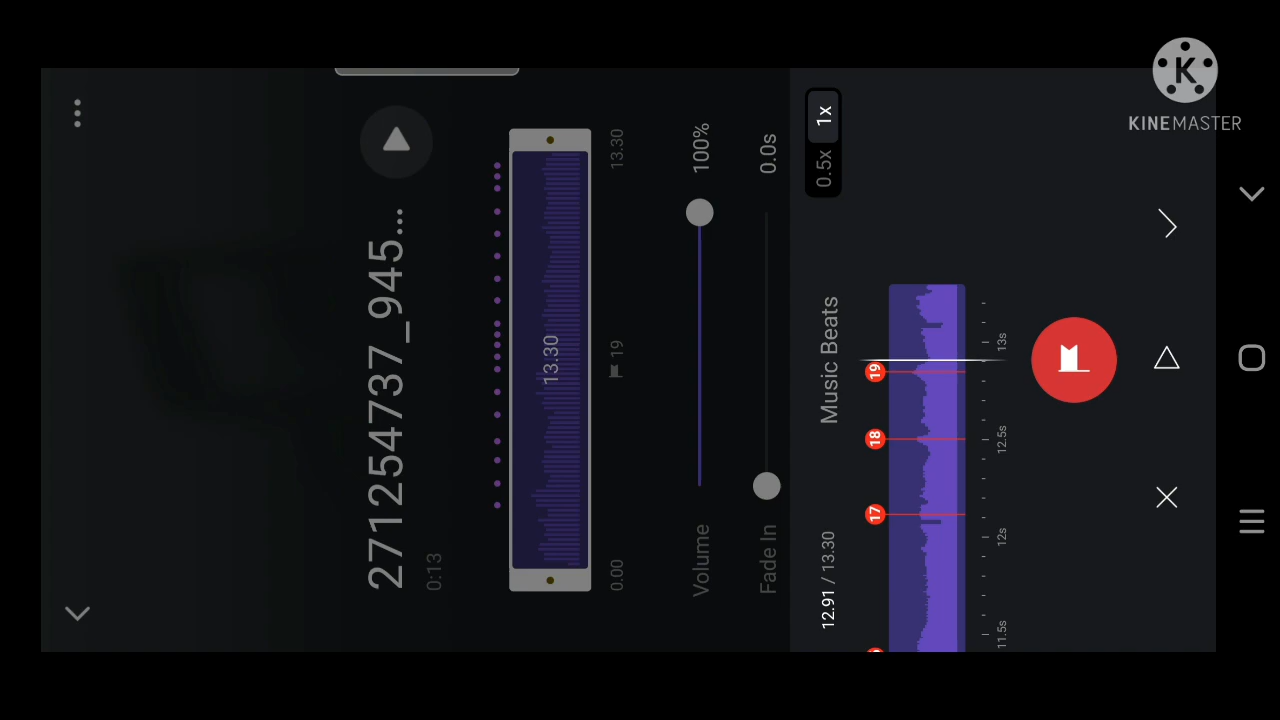 KINEMASTER
271254737_945...
0:13
13.30
0.00
19
13.30
Volume
100%
Fade In
0.0s
12.91 / 13.30
Music Beats
0.5x
1x
17
18
19
11.5s
12s
12.5s
13s